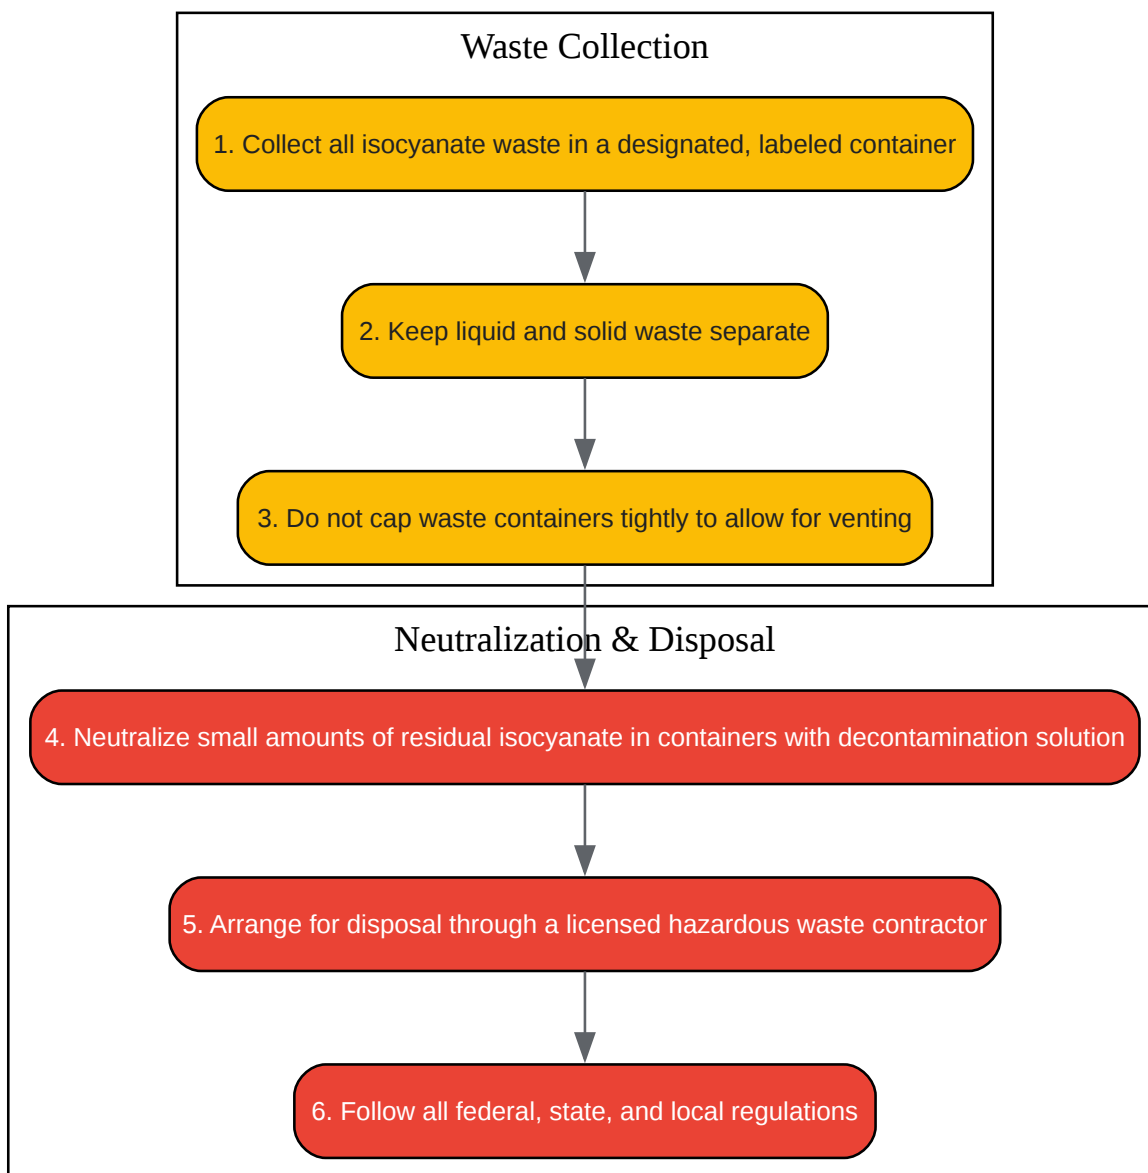 Waste Collection
1. Collect all isocyanate waste in a designated, labeled container
2. Keep liquid and solid waste separate
3. Do not cap waste containers tightly to allow for venting
Neutralization & Disposal
4. Neutralize small amounts of residual isocyanate in containers with decontamination solution
5. Arrange for disposal through a licensed hazardous waste contractor
6. Follow all federal, state, and local regulations